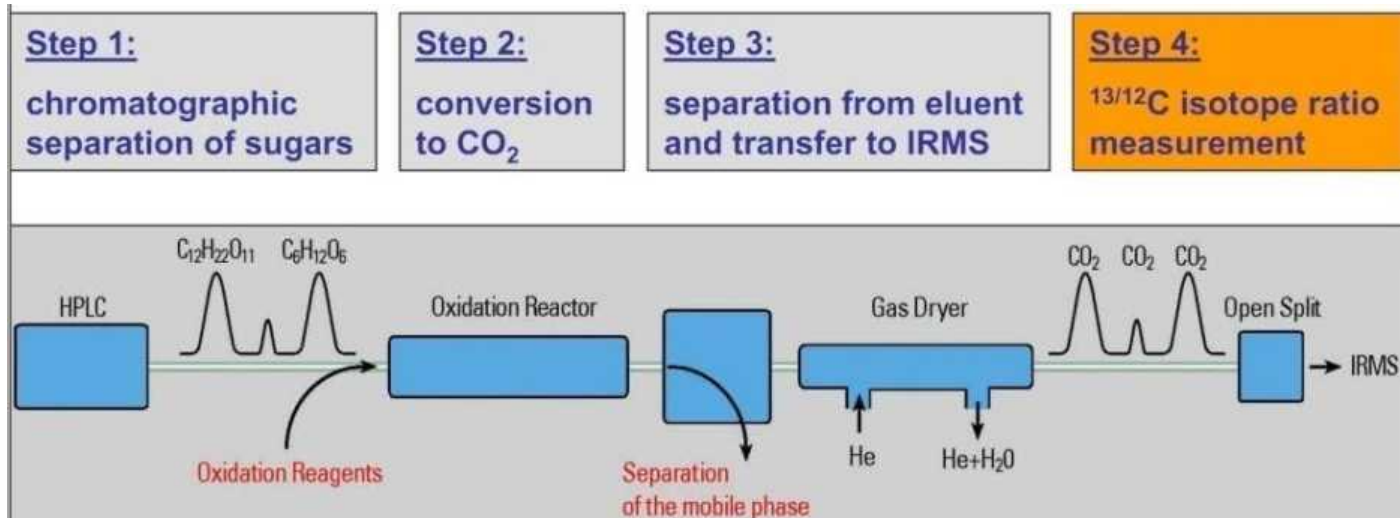 Step 1:
chromatographic
separation of sugars
Step 2:
conversion
to CO₂
Step 3:
separation from eluent
and transfer to IRMS
Step 4:
¹³/¹²C isotope ratio
measurement
C₁₂H₂₂O₁₁
C₆H₁₂O₆
CO₂
CO₂
CO₂
HPLC
Oxidation Reactor
Gas Dryer
Open Split
IRMS
Oxidation Reagents
Separation
of the mobile phase
He
He+H₂O